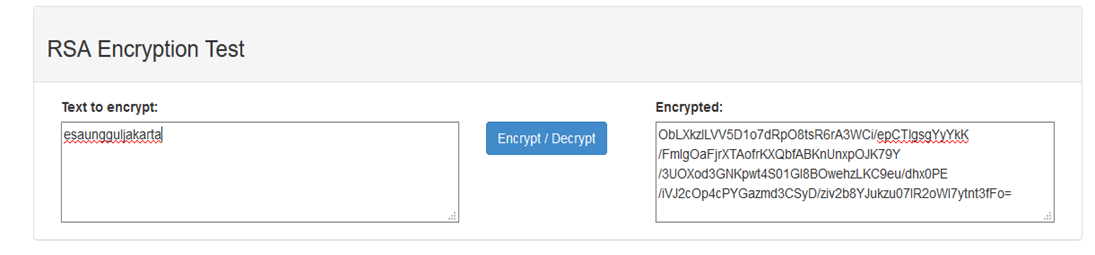 RSA Encryption Test
Text to encrypt:
Encrypted:
esaungguljakarta
Encrypt / Decrypt
ObLXkzlLVV5D1o7dRpO8tsR6rA3WCi/epCTlgsgYyYkK
/FmlgOaFjrXTAofrKXQbfABKnUnxpOJK79Y
/3UOXod3GNKpwt4S01Gl8BOwehzLKC9eu/dhx0PE
/iVJ2cOp4cPYGazmd3CSyD/ziv2b8YJukzu07lR2oWl7ytnt3fFo=